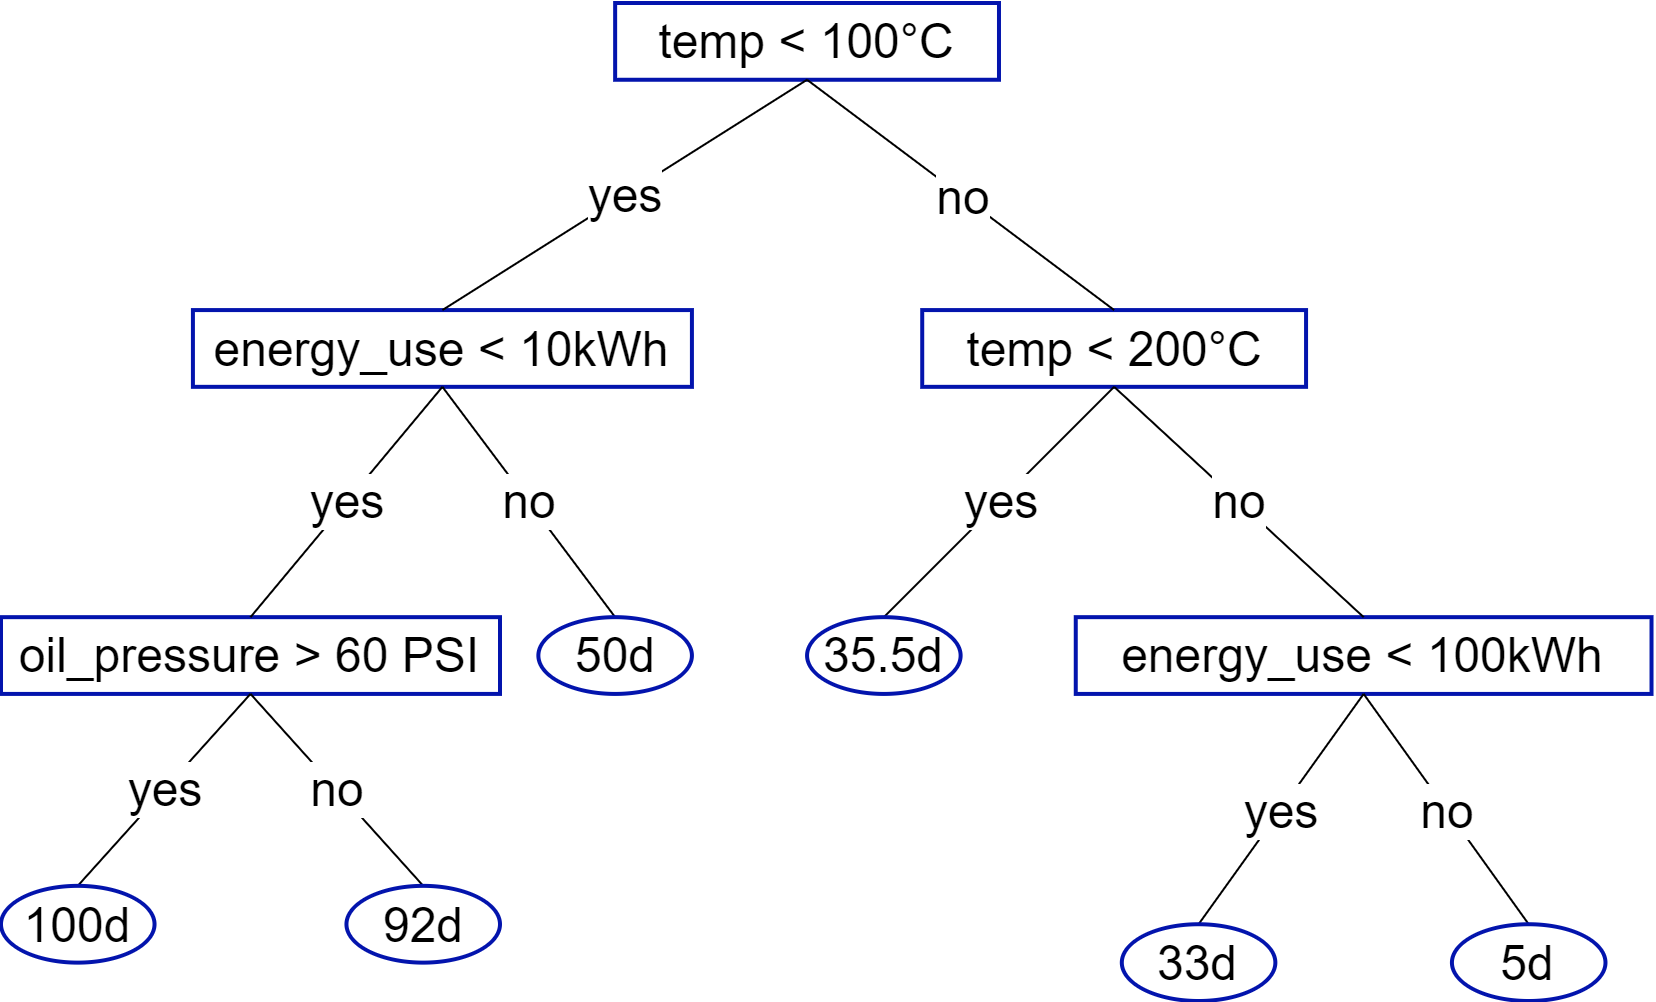 temp < 100°C
yes
no
energy_use < 10kWh
temp < 200°C
yes
no
yes
no
oil_pressure > 60 PSI
50d
35.5d
energy_use < 100kWh
yes
no
yes
no
100d
92d
33d
5d